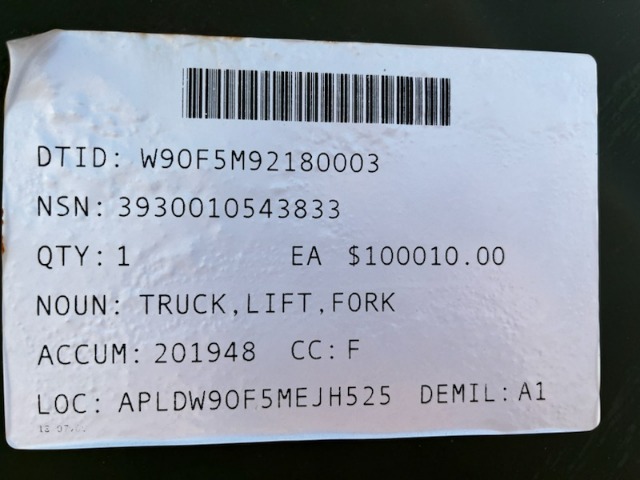 DTID: W90F5M92180003
NSN: 3930010543833
QTY: 1 EA $100010.00
NOUN: TRUCK,LIFT,FORK
ACCUM: 201948 CC: F
LOC: APLDW90F5MEJH525 DEMIL: A1